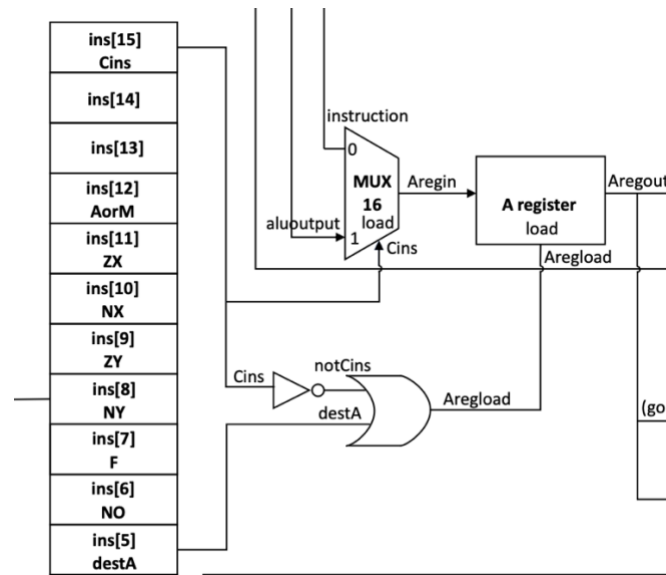 ins[15]
Cins
ins[14]
ins[13]
ins[12]
AorM
ins[11]
ZX
ins[10]
NX
ins[9]
ZY
ins[8]
NY
ins[7]
F
ins[6]
NO
ins[5]
destA
instruction
0
MUX
16
load
aluoutput
1
Cins
Aregin
A register
load
Aregout
Aregload
Cins
notCins
destA
Aregload
(go